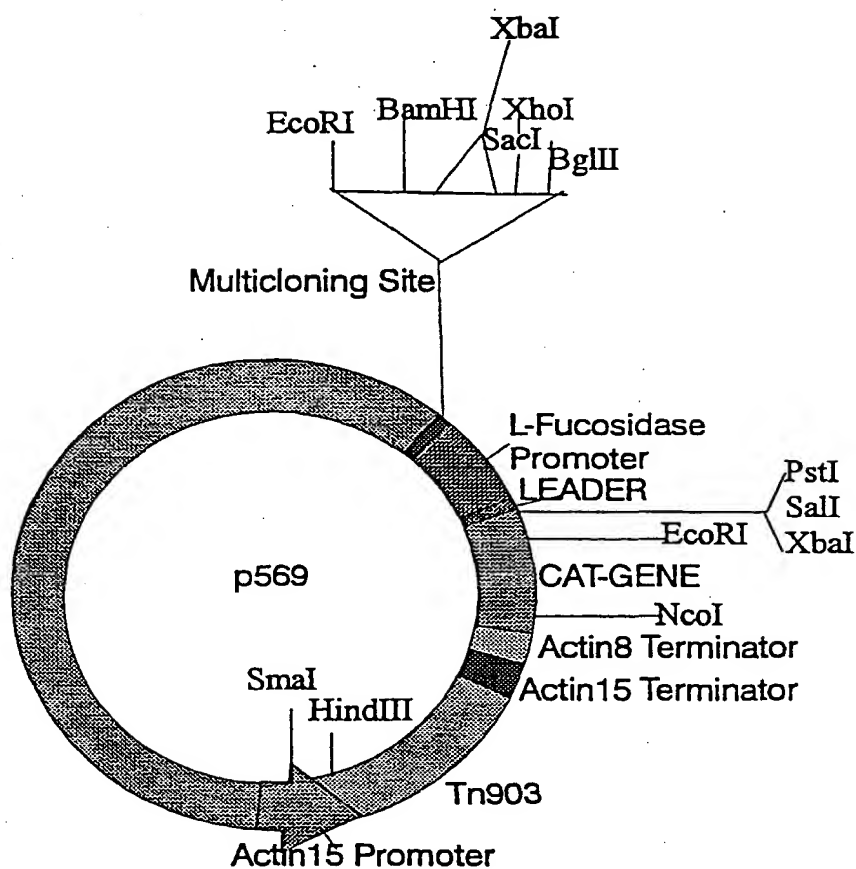 XbaI
EcoRI
BamHI
XhoI
SacI
BglII
Multicloning Site
L-Fucosidase
Promoter
LEADER
PstI
SalI
XbaI
EcoRI
p569
CAT-GENE
NcoI
Actin8 Terminator
Actin15 Terminator
SmaI
HindIII
Tn903
Actin15 Promoter